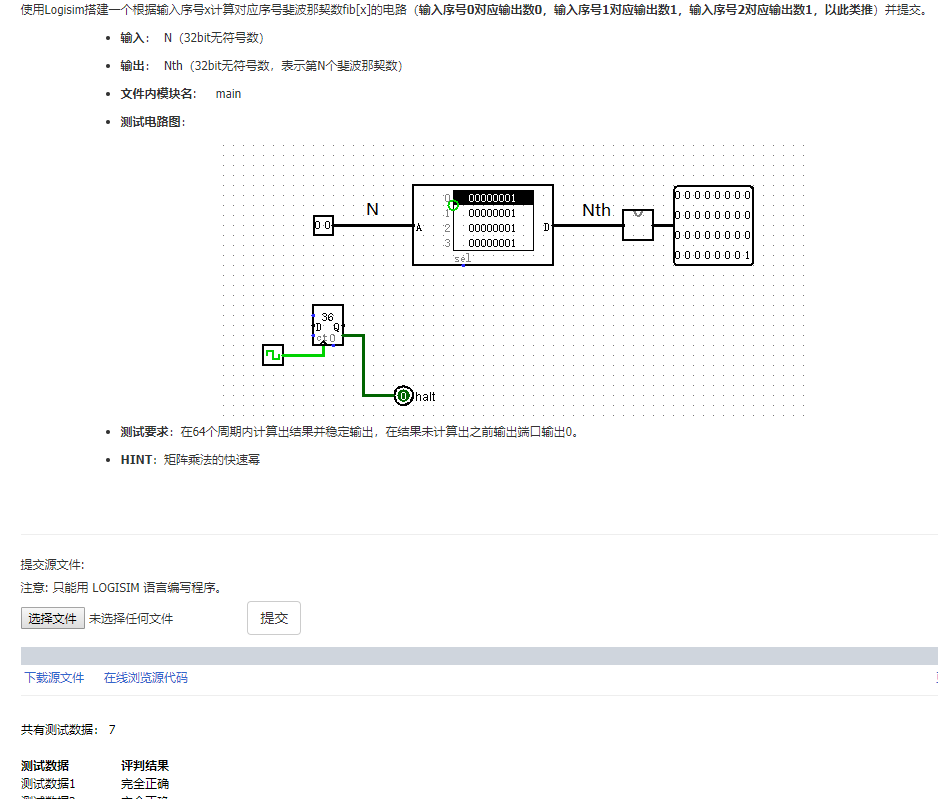 使用Logisim搭建一个根据输入序号x计算对应序号斐波那契数fib[x]的电路（输入序号0对应输出数0，输入序号1对应输出数1，输入序号2对应输出数1，以此类推）并提交。
• 输入： N（32bit无符号数）
• 输出： Nth（32bit无符号数，表示第N个斐波那契数）
• 文件内模块名： main
• 测试电路图：
0 0
N
A
0 00000001
1 00000001
2 00000001
3 00000001
sel
D
Nth
0 0 0 0 0 0 0 0
0 0 0 0 0 0 0 0
0 0 0 0 0 0 0 0
0 0 0 0 0 0 0 1
36
D Q
ct0
0 halt
• 测试要求：在64个周期内计算出结果并稳定输出，在结果未计算出之前输出端口输出0。
• HINT：矩阵乘法的快速幂
提交源文件:
注意: 只能用 LOGISIM 语言编写程序。
选择文件 未选择任何文件 提交
下载源文件 在线浏览源代码
共有测试数据： 7
测试数据 评判结果
测试数据1 完全正确